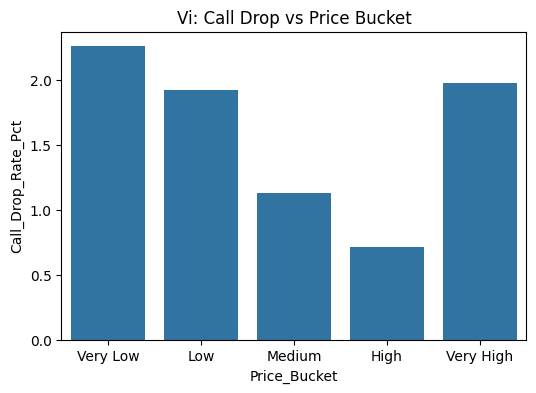 Vi: Call Drop vs Price Bucket
Call_Drop_Rate_Pct
2.0
1.5
1.0
0.5
0.0
Very Low
Low
Medium
High
Very High
Price_Bucket